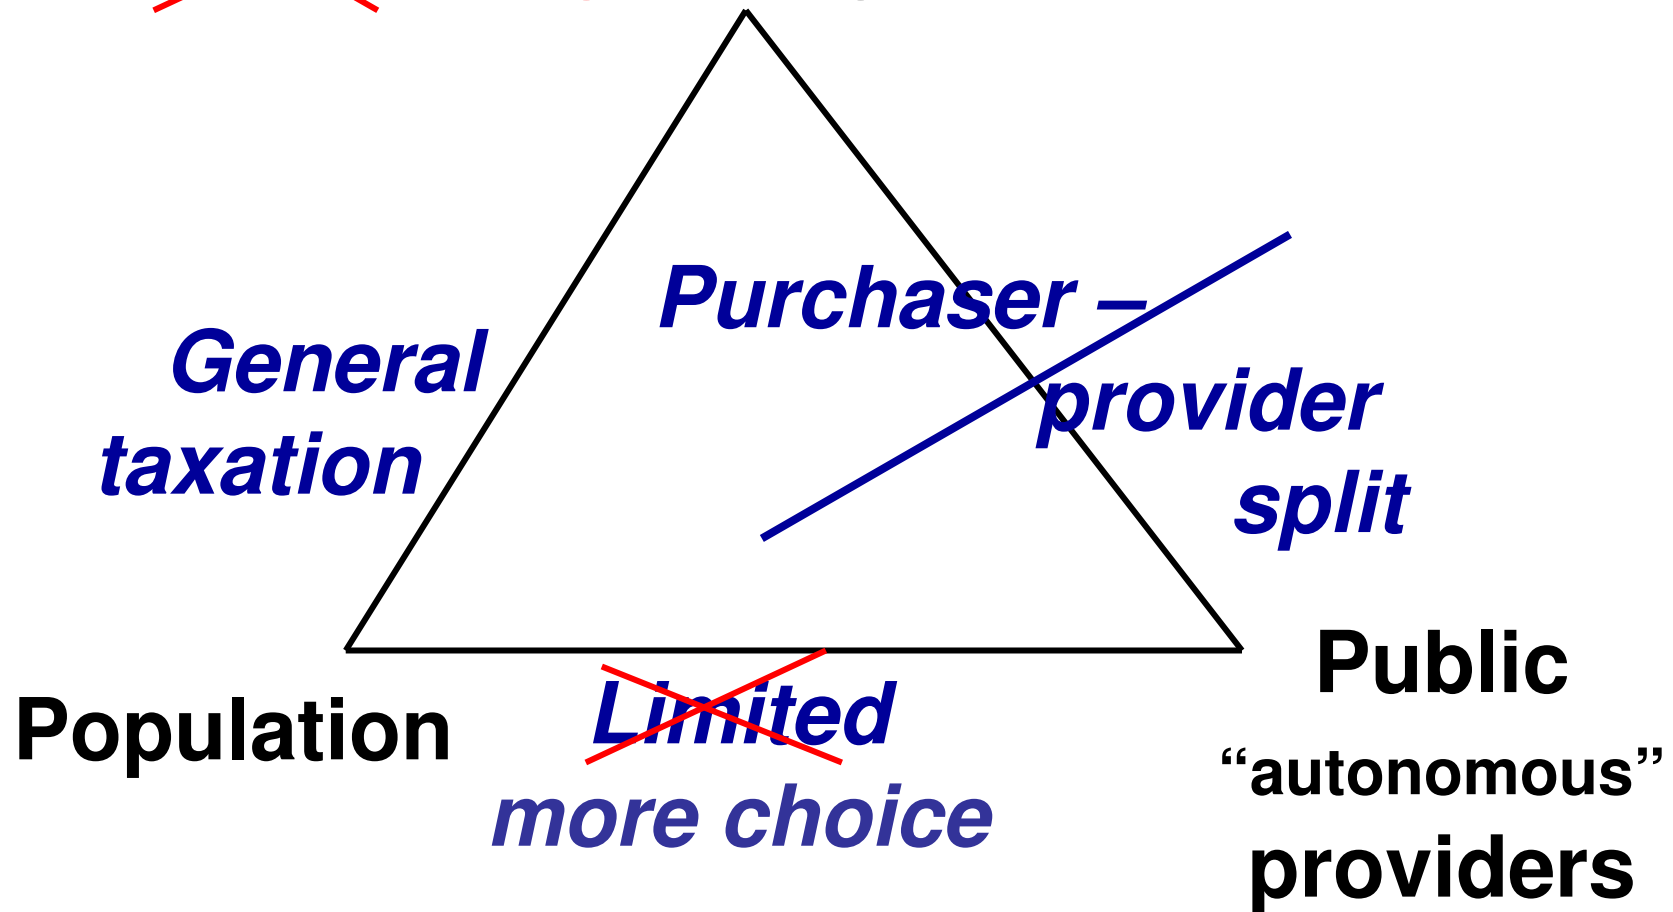 Purchaser –
General
provider
taxation
split
Public
Limited
Population
“autonomous”
more choice
providers